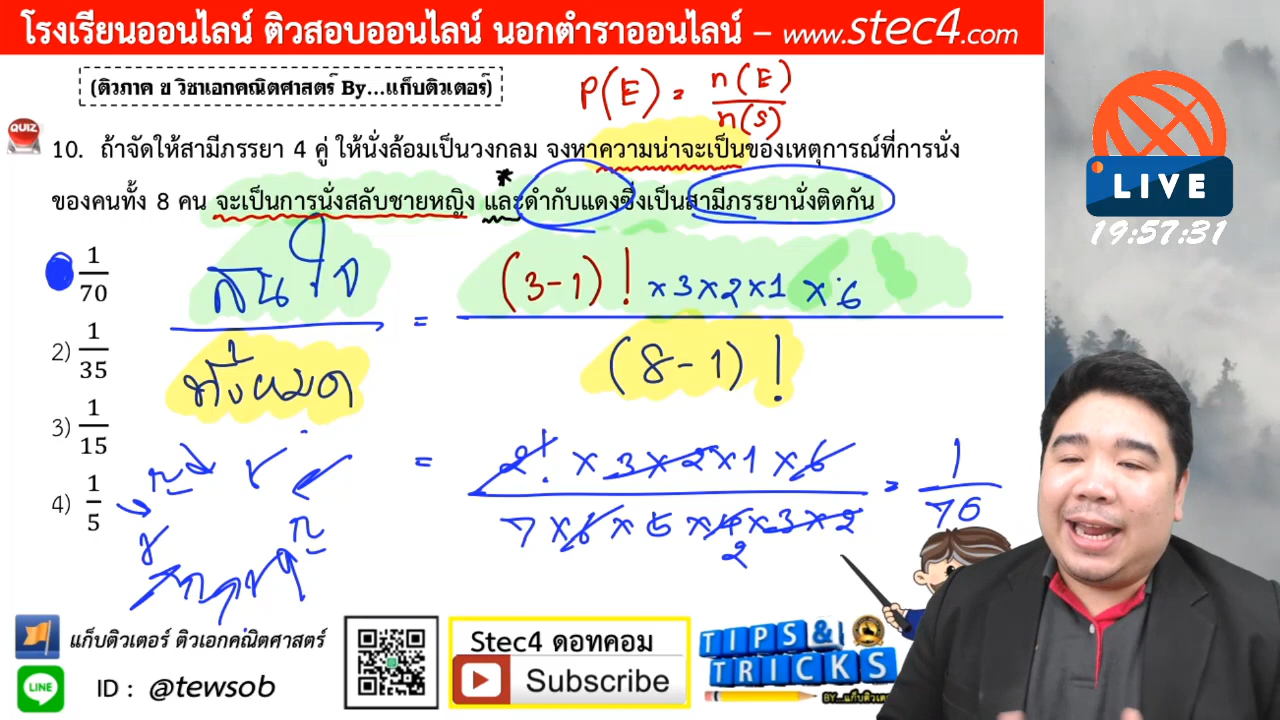 โรงเรียนออนไลน์ ติวสอบออนไลน์ นอกตำราออนไลน์ – www.stec4.com
(ติวภาค ข วิชาเอกคณิตศาสตร์ By...แก็บติวเตอร์)
P(E) = n(E) / n(S)
QUIZ
10. ถ้าจัดให้สามีภรรยา 4 คู่ ให้นั่งล้อมเป็นวงกลม จงหาความน่าจะเป็นของเหตุการณ์ที่การนั่ง
ของคนทั้ง 8 คน จะเป็นการนั่งสลับชายหญิง และดำกับแดงซึ่งเป็นสามีภรรยานั่งติดกัน
LIVE
19:57:31
1/70
2) 1/35
3) 1/15
4) 1/5
สนใจ / ทั้งหมด = (3-1)! × 3×2×1 × 6 / (8-1)!
= 2! × 3×2×1 × 6 / 7×6×5×4×3×2 = 1 / 70
2
แก็บติวเตอร์ ติวเอกคณิตศาสตร์
LINE
ID : @tewsob
Stec4 ดอทคอม
Subscribe
TIPS &
TRICKS